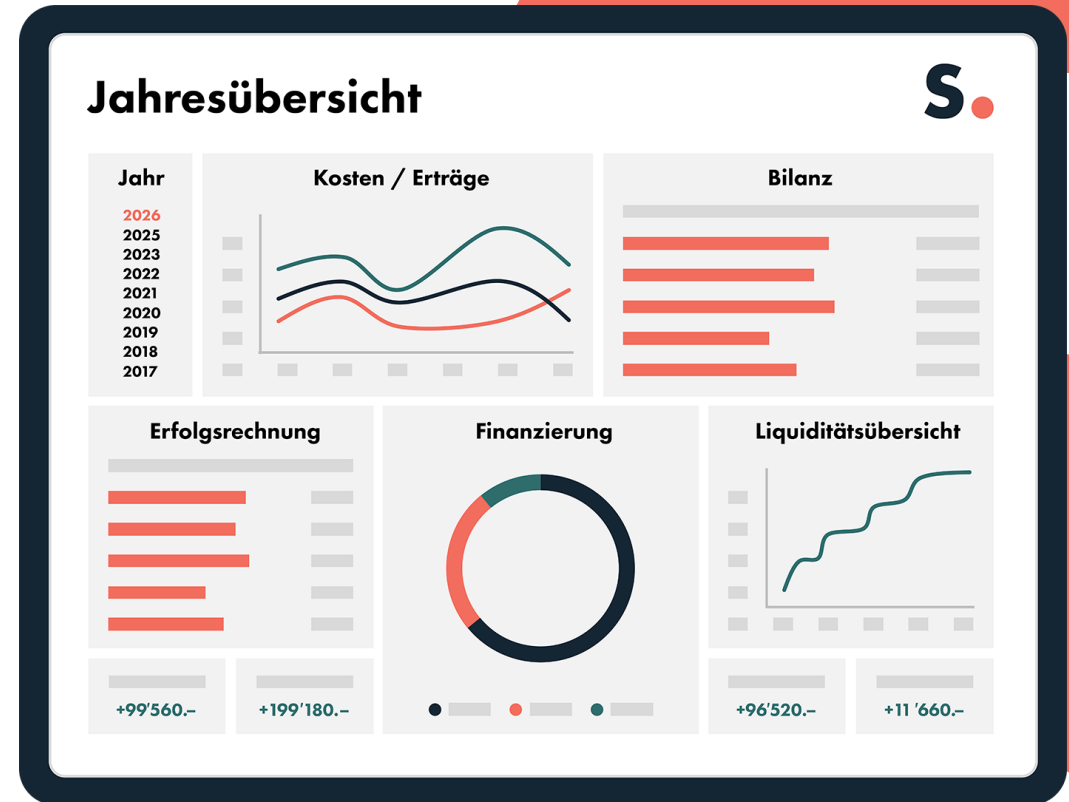 Jahresübersicht
S.
Jahr
2026
2025
2023
2022
2021
2020
2019
2018
2017
Kosten / Erträge
Bilanz
Erfolgsrechnung
Finanzierung
Liquiditätsübersicht
+99'560.–
+199'180.–
+96'520.–
+11 '660.–